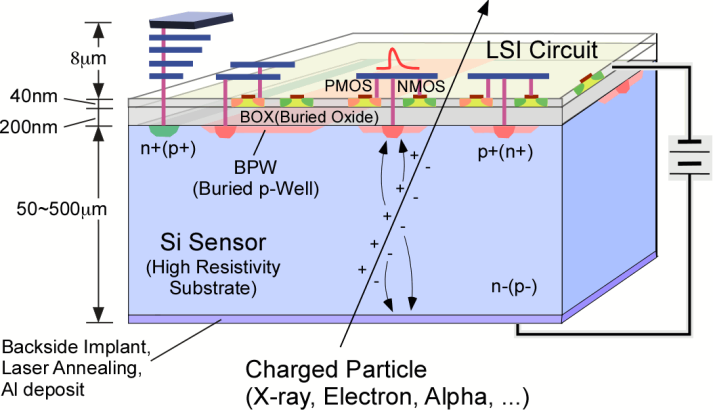 8µm
LSI Circuit
40nm
PMOS
NMOS
200nm
BOX(Buried Oxide)
n+(p+)
BPW
(Buried p-Well)
p+(n+)
50~500µm
Si Sensor
(High Resistivity
Substrate)
n-(p-)
+
-
+
-
+
-
+
-
+
-
Backside Implant,
Laser Annealing,
Al deposit
Charged Particle
(X-ray, Electron, Alpha, ...)